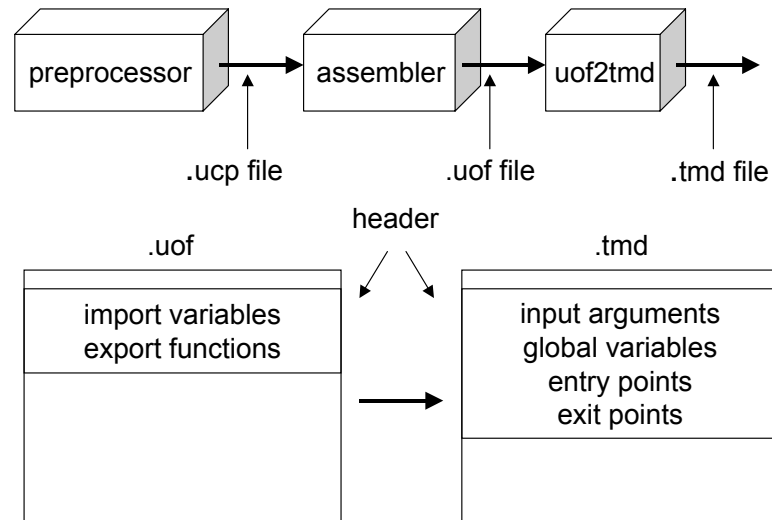 preprocessor
assembler
uof2tmd
.ucp file
.uof file
.tmd file
header
.uof
.tmd
import variables
export functions
input arguments
global variables
entry points
exit points